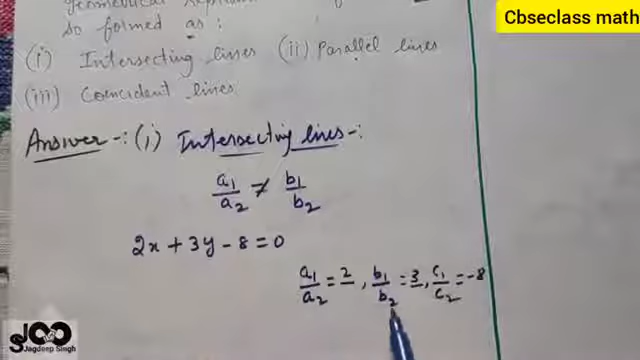 Cbseclass math
geometrical
so formed as :
(i) Intersecting lines (ii) Parallel lines
(iii) Coincident lines
Answer-:(i) Intersecting lines-:
a1/a2 ≠ b1/b2
2x + 3y - 8 = 0
a1/a2 = 2/ , b1/b2 = 3/ , c1/c2 = -8/
Jagdeep Singh